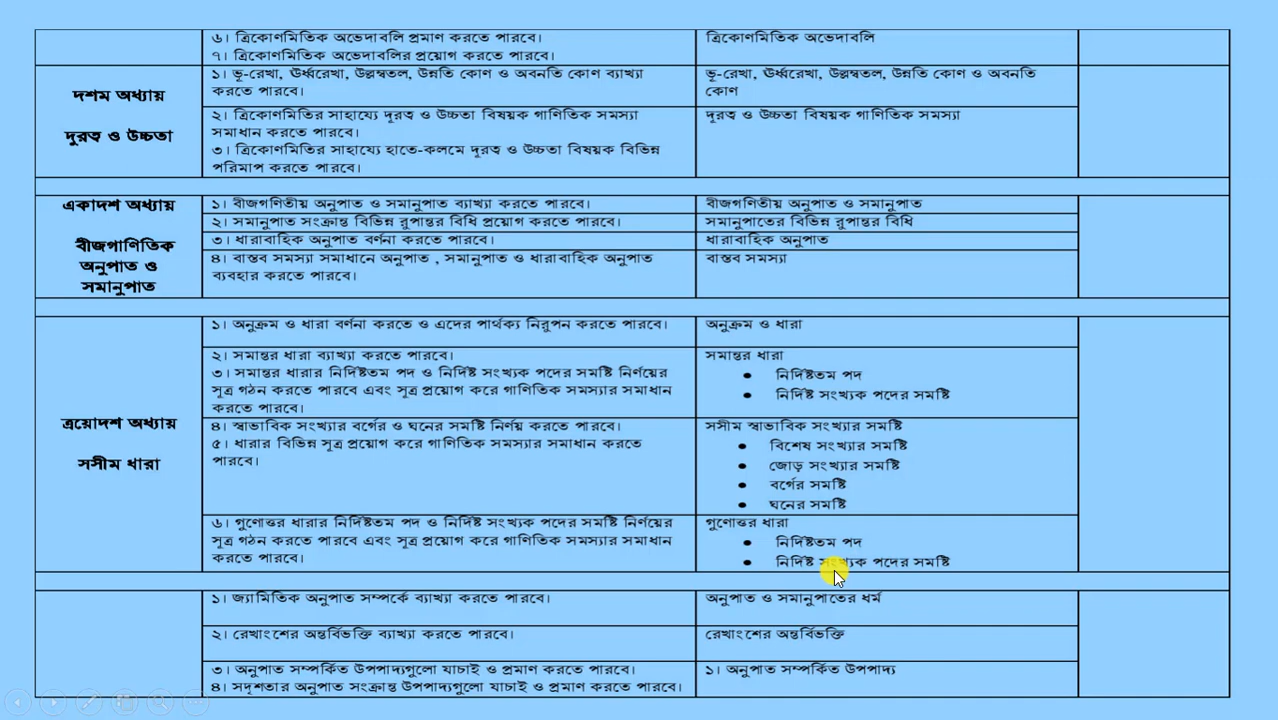 ৬। ত্রিকোণমিতিক অভেদাবলি প্রমাণ করতে পারবে।
৭। ত্রিকোণমিতিক অভেদাবলির প্রয়োগ করতে পারবে।
ত্রিকোণমিতিক অভেদাবলি
দশম অধ্যায়
দুরত্ব ও উচ্চতা
১। ভূ-রেখা, ঊর্ধ্বরেখা, উল্লম্বতল, উন্নতি কোণ ও অবনতি কোণ ব্যাখ্যা
করতে পারবে।
ভূ-রেখা, ঊর্ধ্বরেখা, উল্লম্বতল, উন্নতি কোণ ও অবনতি
কোণ
২। ত্রিকোণমিতির সাহায্যে দূরত্ব ও উচ্চতা বিষয়ক গাণিতিক সমস্যা
সমাধান করতে পারবে।
৩। ত্রিকোণমিতির সাহায্যে হাতে-কলমে দূরত্ব ও উচ্চতা বিষয়ক বিভিন্ন
পরিমাপ করতে পারবে।
দূরত্ব ও উচ্চতা বিষয়ক গাণিতিক সমস্যা
একাদশ অধ্যায়
বীজগাণিতিক
অনুপাত ও
সমানুপাত
১। বীজগণিতীয় অনুপাত ও সমানুপাত ব্যাখ্যা করতে পারবে।
বীজগণিতীয় অনুপাত ও সমানুপাত
২। সমানুপাত সংক্রান্ত বিভিন্ন রুপান্তর বিধি প্রয়োগ করতে পারবে।
সমানুপাতের বিভিন্ন রুপান্তর বিধি
৩। ধারাবাহিক অনুপাত বর্ণনা করতে পারবে।
ধারাবাহিক অনুপাত
৪। বাস্তব সমস্যা সমাধানে অনুপাত , সমানুপাত ও ধারাবাহিক অনুপাত
ব্যবহার করতে পারবে।
বাস্তব সমস্যা
ত্রয়োদশ অধ্যায়
সসীম ধারা
১। অনুক্রম ও ধারা বর্ণনা করতে ও এদের পার্থক্য নিরুপন করতে পারবে।
অনুক্রম ও ধারা
২। সমান্তর ধারা ব্যাখ্যা করতে পারবে।
৩। সমান্তর ধারার নির্দিষ্টতম পদ ও নির্দিষ্ট সংখ্যক পদের সমষ্টি নির্ণয়ের
সূত্র গঠন করতে পারবে এবং সূত্র প্রয়োগ করে গাণিতিক সমস্যার সমাধান
করতে পারবে।
সমান্তর ধারা
● নির্দিষ্টতম পদ
● নির্দিষ্ট সংখ্যক পদের সমষ্টি
৪। স্বাভাবিক সংখ্যার বর্গের ও ঘনের সমষ্টি নির্ণয় করতে পারবে।
৫। ধারার বিভিন্ন সূত্র প্রয়োগ করে গাণিতিক সমস্যার সমাধান করতে
পারবে।
সসীম স্বাভাবিক সংখ্যার সমষ্টি
● বিশেষ সংখ্যার সমষ্টি
● জোড় সংখ্যার সমষ্টি
● বর্গের সমষ্টি
● ঘনের সমষ্টি
৬। গুণোত্তর ধারার নির্দিষ্টতম পদ ও নির্দিষ্ট সংখ্যক পদের সমষ্টি নির্ণয়ের
সূত্র গঠন করতে পারবে এবং সূত্র প্রয়োগ করে গাণিতিক সমস্যার সমাধান
করতে পারবে।
গুণোত্তর ধারা
● নির্দিষ্টতম পদ
● নির্দিষ্ট সংখ্যক পদের সমষ্টি
১। জ্যামিতিক অনুপাত সম্পর্কে ব্যাখ্যা করতে পারবে।
অনুপাত ও সমানুপাতের ধর্ম
২। রেখাংশের অন্তর্বিভক্তি ব্যাখ্যা করতে পারবে।
রেখাংশের অন্তর্বিভক্তি
৩। অনুপাত সম্পর্কিত উপপাদ্যগুলো যাচাই ও প্রমাণ করতে পারবে।
৪। সদৃশতার অনুপাত সংক্রান্ত উপপাদ্যগুলো যাচাই ও প্রমাণ করতে পারবে।
১। অনুপাত সম্পর্কিত উপপাদ্য